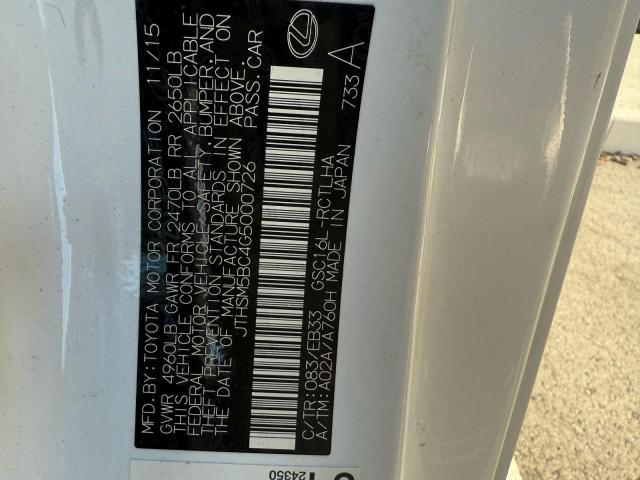 MFD. BY: TOYOTA MOTOR CORPORATION 11/15
GVWR 4960LB GAWR FR 2470LB RR 2650LB
THIS VEHICLE CONFORMS TO ALL APPLICABLE
FEDERAL MOTOR VEHICLE SAFETY, BUMPER, AND
THEFT PREVENTION STANDARDS IN EFFECT ON
THE DATE OF MANUFACTURE SHOWN ABOVE.
JTHSM5BC4G5000726 PASS. CAR
C/TR: 083/EB33 GSC16L-RCTLHA
A/TM: A02A/A760H MADE IN JAPAN 733 A
24350